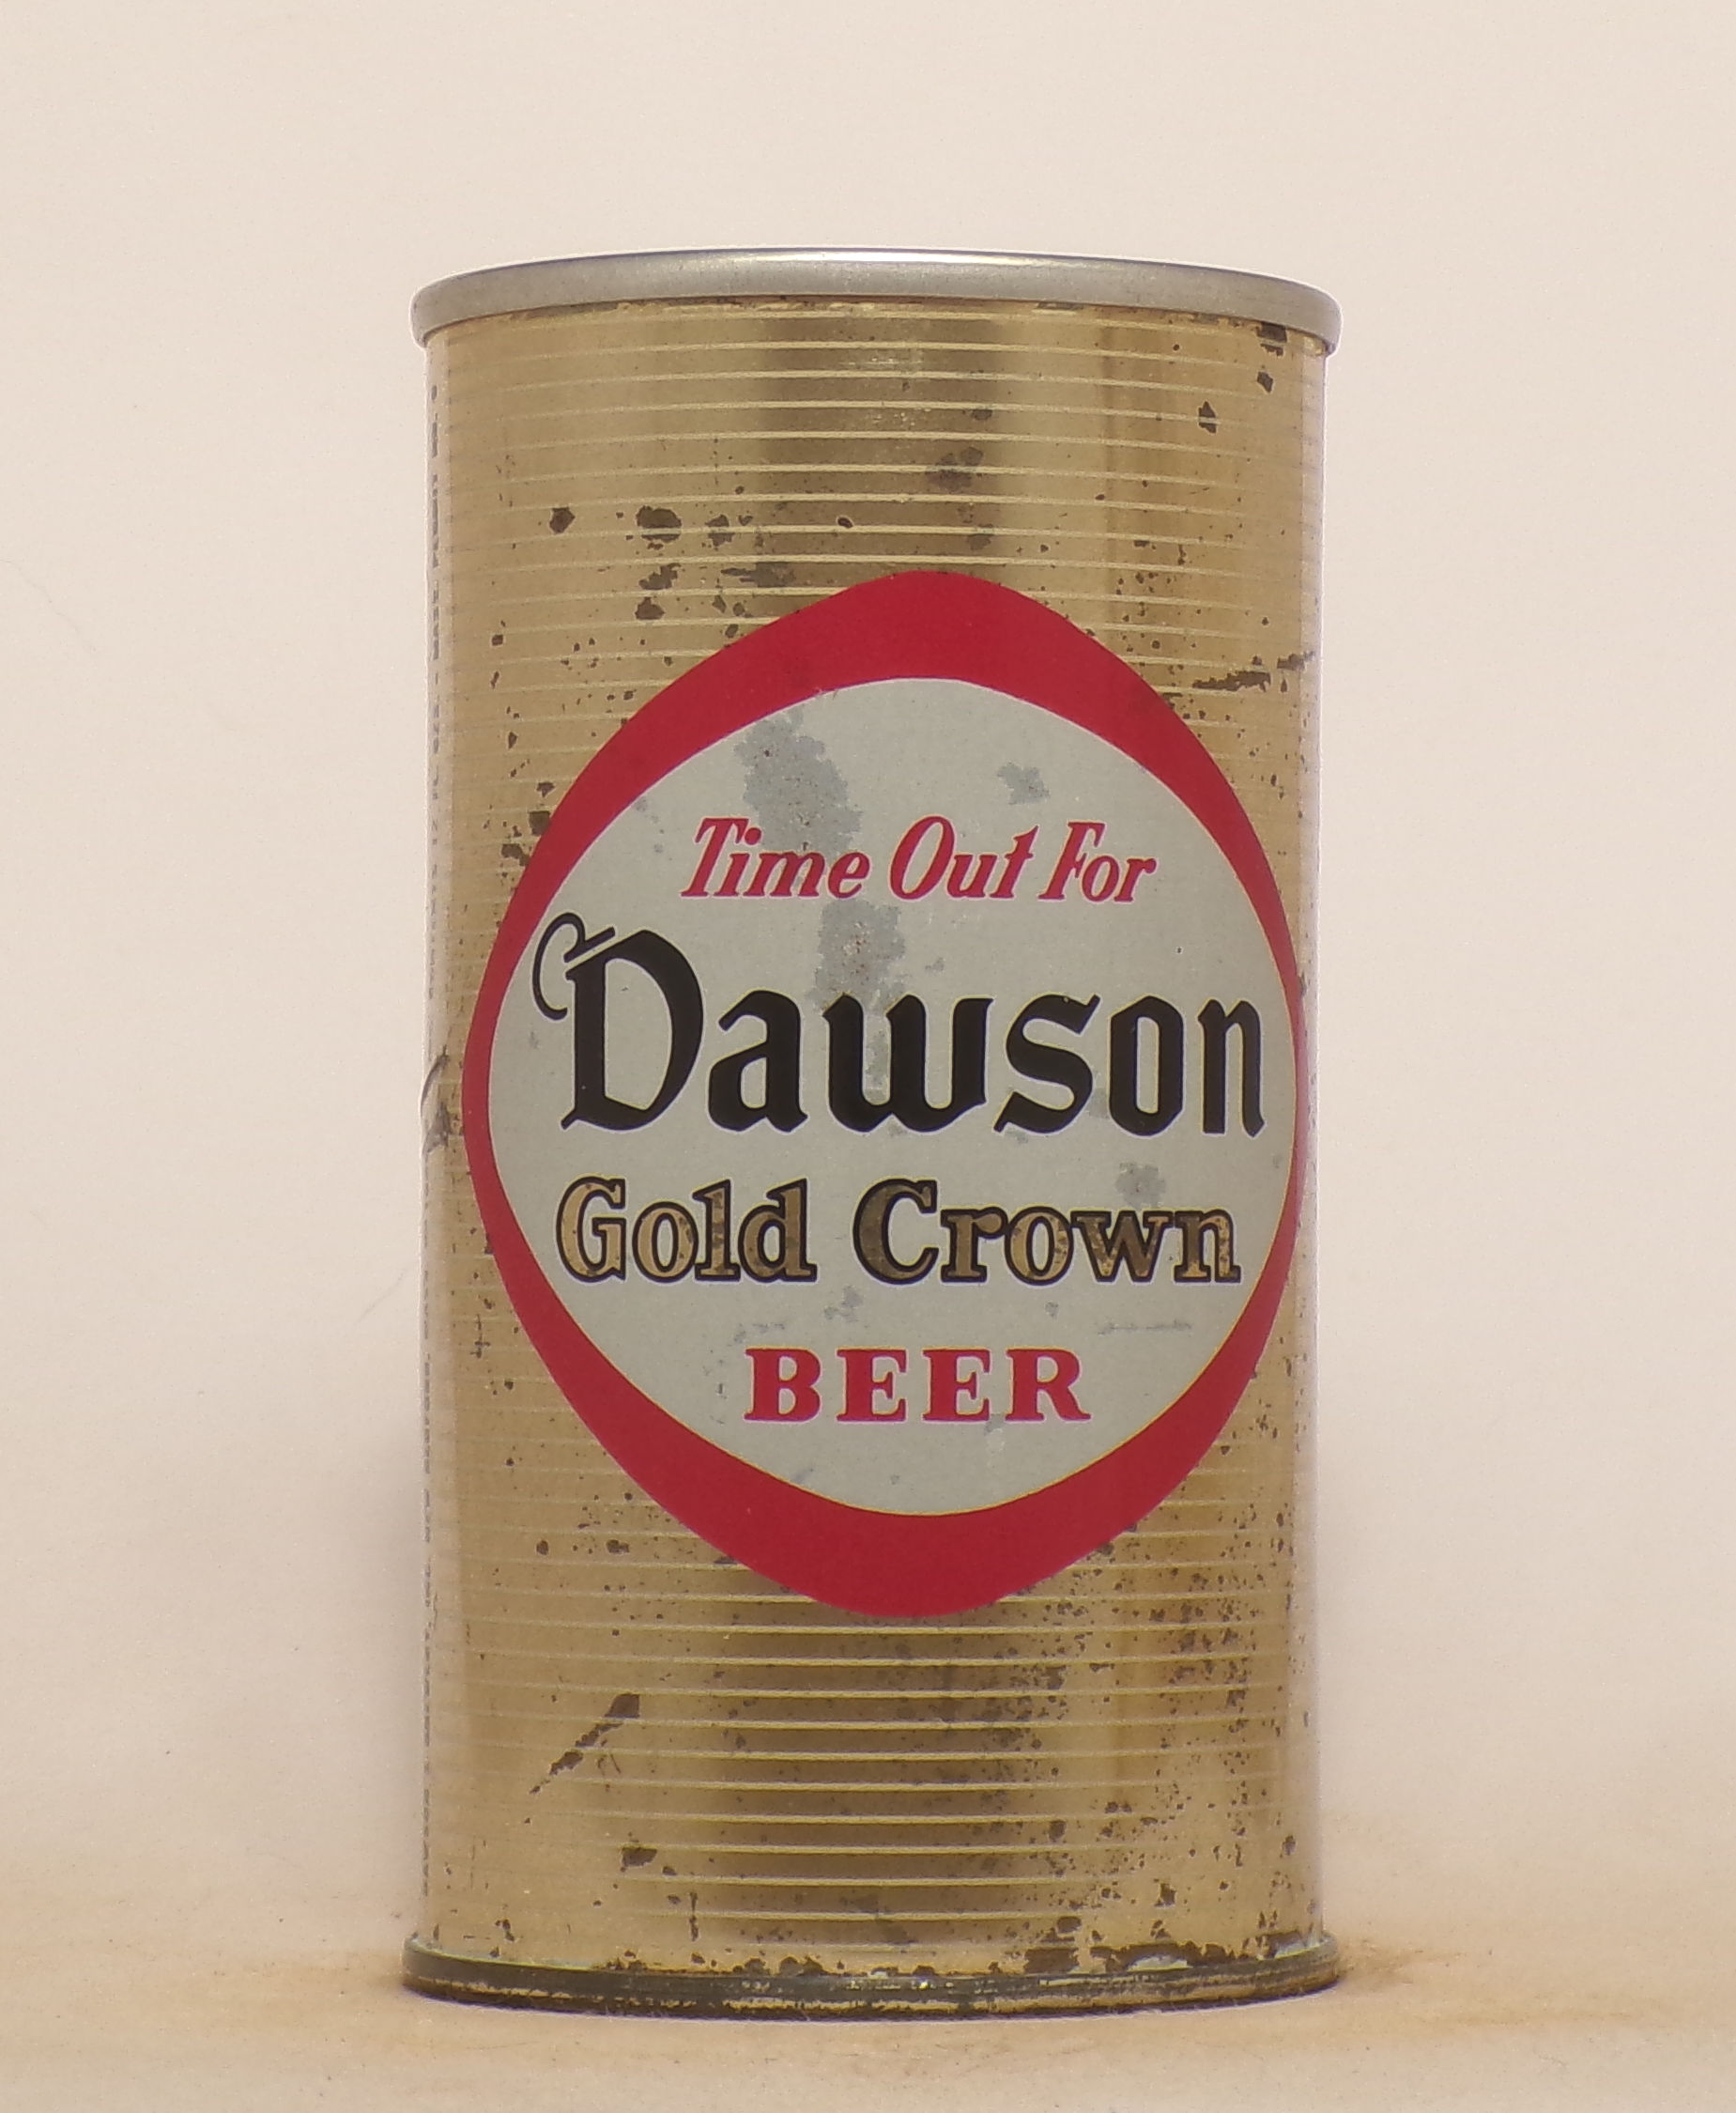 Time Out For
Dawson
Gold Crown
BEER